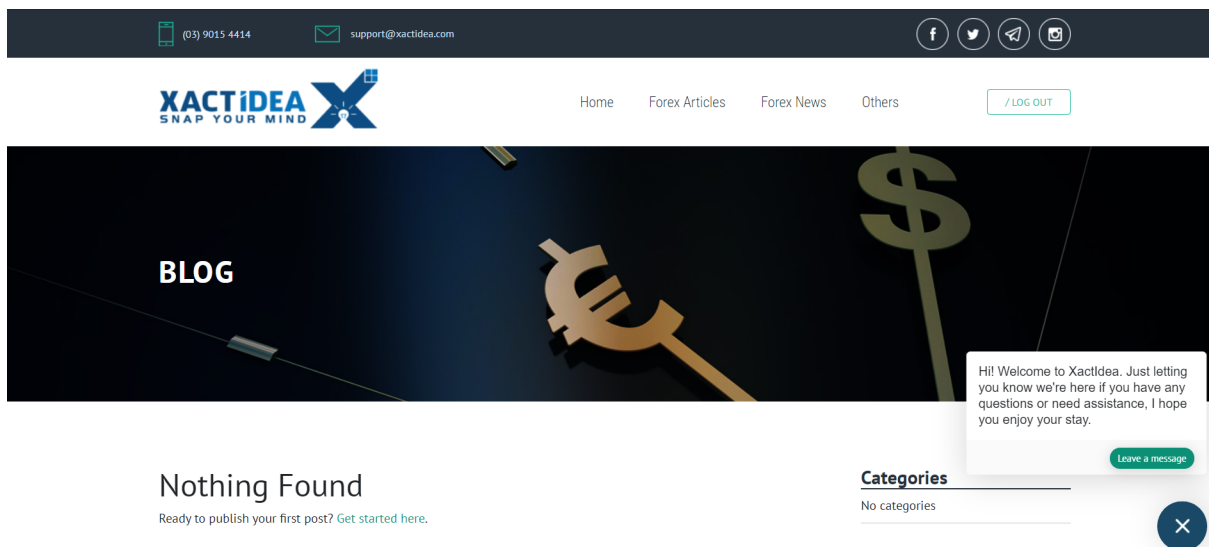 (03) 9015 4414
support@xactidea.com
XACTIDEA
SNAP YOUR MIND
Home
Forex Articles
Forex News
Others
/ LOG OUT
BLOG
Hi! Welcome to XactIdea. Just letting
you know we're here if you have any
questions or need assistance, I hope
you enjoy your stay.
Leave a message
Nothing Found
Ready to publish your first post? Get started here.
Categories
No categories